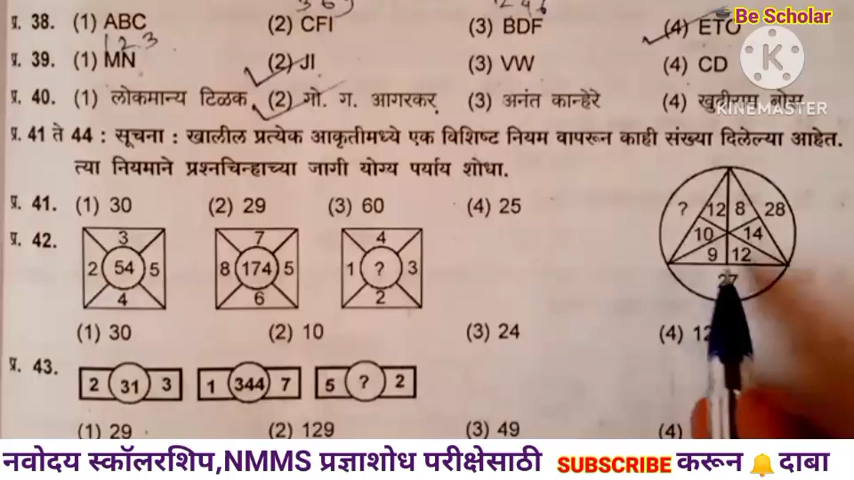 Be Scholar
KINEMASTER
प्र. 38. (1) ABC (2) CFI (3) BDF (4) ETO
प्र. 39. (1) MN (2) JI (3) VW (4) CD
प्र. 40. (1) लोकमान्य टिळक (2) गो. ग. आगरकर (3) अनंत कान्हेरे (4) खुदीराम बोस
प्र. 41 ते 44 : सूचना : खालील प्रत्येक आकृतीमध्ये एक विशिष्ट नियम वापरून काही संख्या दिलेल्या आहेत.
त्या नियमाने प्रश्नचिन्हाच्या जागी योग्य पर्याय शोधा.
प्र. 41. (1) 30 (2) 29 (3) 60 (4) 25
? 12 8 28
10 14
9 12
27
प्र. 42.
3 7 4
2 54 5 8 174 5 1 ? 3
4 6 2
(1) 30 (2) 10 (3) 24 (4) 12
प्र. 43.
2 31 3 1 344 7 5 ? 2
(1) 29 (2) 129 (3) 49 (4)
नवोदय स्कॉलरशिप,NMMS प्रज्ञाशोध परीक्षेसाठी SUBSCRIBE करून दाबा